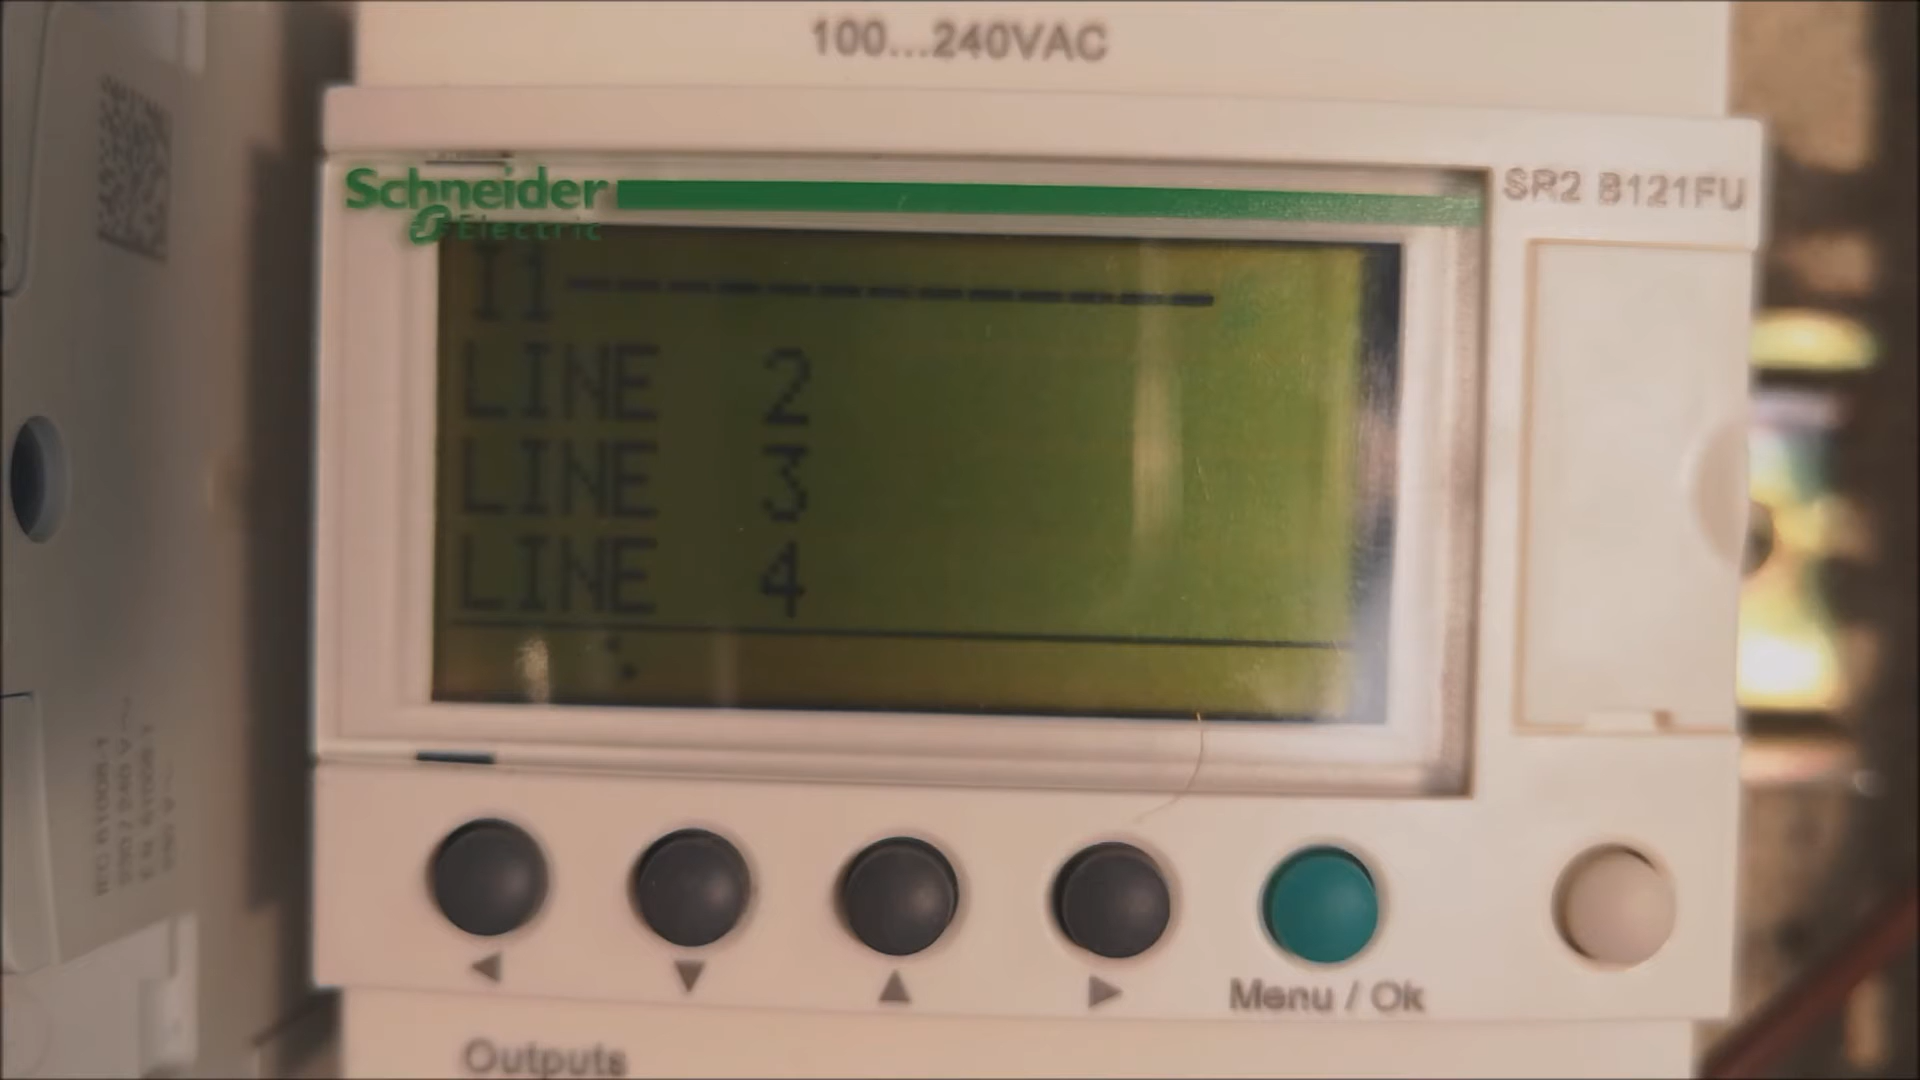 100...240VAC
Schneider
Electric
SR2 B121FU
I1-------------
LINE 2
LINE 3
LINE 4
Menu / Ok
Outputs